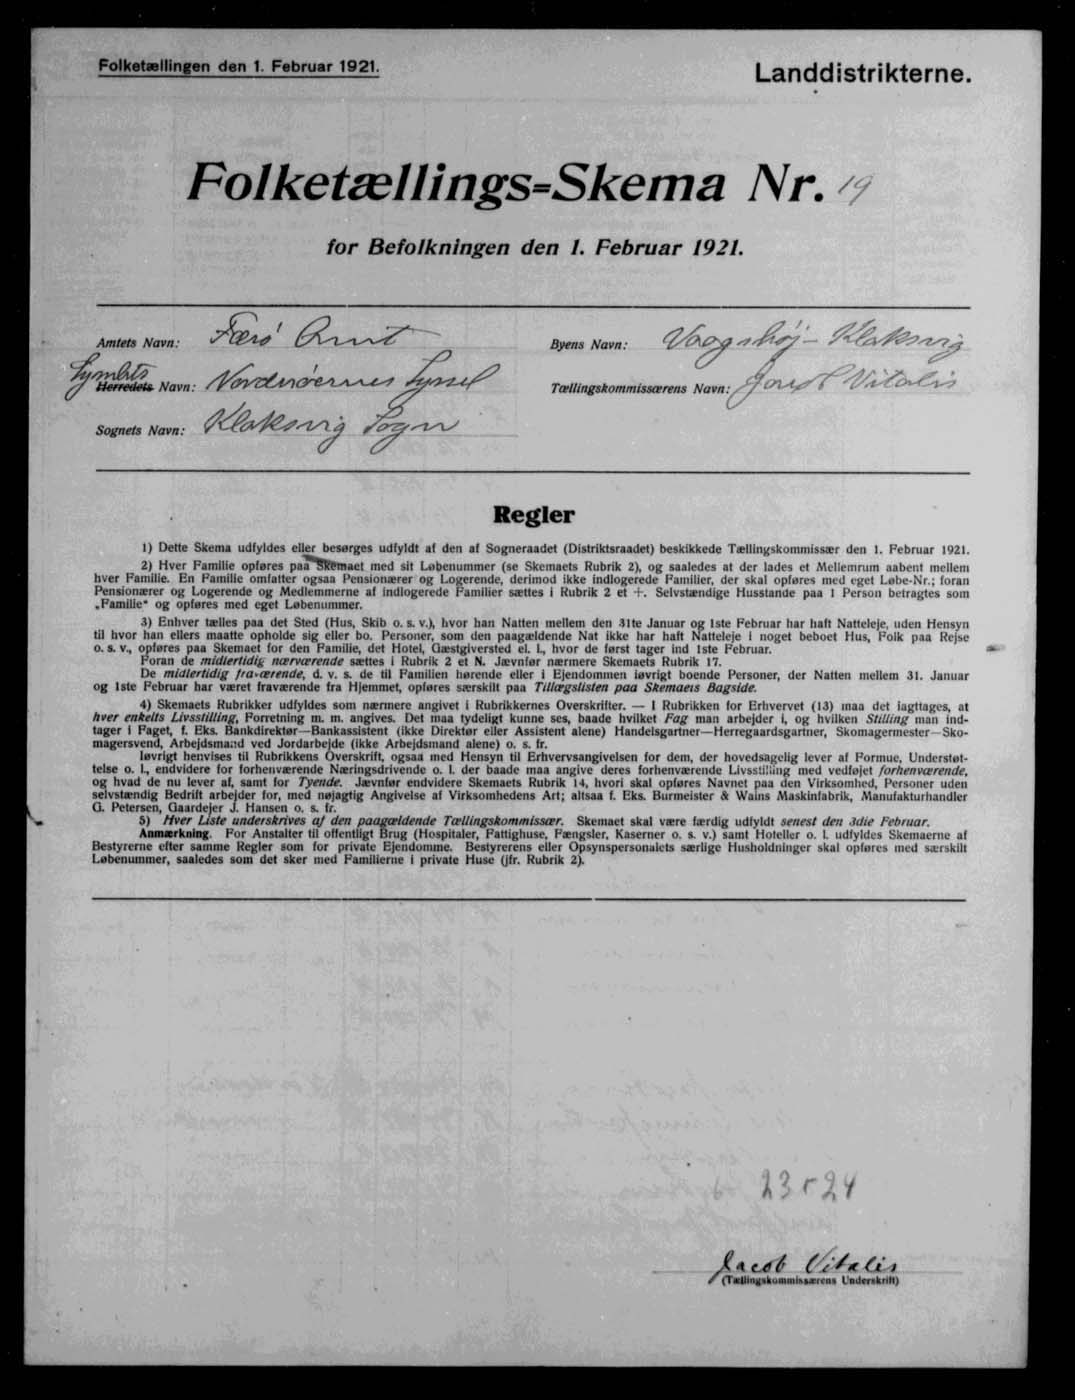 Folketællingen den 1. Februar 1921.
Landdistrikterne.
Folketællings=Skema Nr. 19
for Befolkningen den 1. Februar 1921.
Amtets Navn: Færø Amt
Byens Navn: Vaagshøj - Klaksvig
Herredets Navn: Norderøernes Syssel
Tællingskommissærens Navn: Vitalis
Sognets Navn: Klaksvig Sogn
Regler
1) Dette Skema udfyldes eller besørges udfyldt af den af Sogneraadet (Distriktsraadet) beskikkede Tællingskommissær den 1. Februar 1921.
2) Hver Familie opføres paa Skemaet med sit Løbenummer (se Skemaets Rubrik 2), og saaledes at der lades et Mellemrum aabent mellem
hver Familie. En Familie omfatter ogsaa Pensionærer og Logerende, derimod ikke indlogerede Familier, der skal opføres med eget Løbe-Nr.; foran
Pensionærer og Logerende og Medlemmerne af indlogerede Familier sættes i Rubrik 2 et +. Selvstændige Husstande paa 1 Person betragtes som
„Familie“ og opføres med eget Løbenummer.
3) Enhver tælles paa det Sted (Hus, Skib o. s. v.), hvor han Natten mellem den 31te Januar og 1ste Februar har haft Natteleje, uden Hensyn
til hvor han ellers maatte opholde sig eller bo. Personer, som den paagældende Nat ikke har haft Natteleje i noget beboet Hus, Folk paa Rejse
o. s. v., opføres paa Skemaet for den Familie, det Hotel, Gæstgiversted el. l., hvor de først tager ind 1ste Februar.
Foran de midlertidig nærværende sættes i Rubrik 2 et N. Jævnfør nærmere Skemaets Rubrik 17.
De midlertidig fraværende, d. v. s. de til Familien hørende eller i Ejendommen iøvrigt boende Personer, der Natten mellem 31. Januar
og 1ste Februar har været fraværende fra Hjemmet, opføres særskilt paa Tillægslisten paa Skemaets Bagside.
4) Skemaets Rubrikker udfyldes som nærmere angivet i Rubrikkernes Overskrifter. — I Rubrikken for Erhvervet (13) maa det iagttages, at
hver enkelts Livsstilling, Forretning m. m. angives. Det maa tydeligt kunne ses, baade hvilket Fag man arbejder i, og hvilken Stilling man ind-
tager i Faget, f. Eks. Bankdirektør—Bankassistent (ikke Direktør eller Assistent alene) Handelsgartner—Herregaardsgartner, Skomagermester—Sko-
magersvend, Arbejdsmand ved Jordarbejde (ikke Arbejdsmand alene) o. s. fr.
Iøvrigt henvises til Rubrikkens Overskrift, ogsaa med Hensyn til Erhvervsangivelsen for dem, der hovedsagelig lever af Formue, Understøt-
telse o. l., endvidere for forhenværende Næringsdrivende o. l. der baade maa angive deres forhenværende Livsstilling med vedføjet forhenværende,
og hvad de nu lever af, samt for Tyende. Jævnfør endvidere Skemaets Rubrik 14, hvori skal opføres Navnet paa den Virksomhed, Personer uden
selvstændig Bedrift arbejder for, med nøjagtig Angivelse af Virksomhedens Art; altsaa f. Eks. Burmeister & Wains Maskinfabrik, Manufakturhandler
G. Petersen, Gaardejer J. Hansen o. s. fr.
5) Hver Liste underskrives af den paagældende Tællingskommissær. Skemaet skal være færdig udfyldt senest den 3die Februar.
Anmærkning. For Anstalter til offentligt Brug (Hospitaler, Fattighuse, Fængsler, Kaserner o. s. v.) samt Hoteller o. l. udfyldes Skemaerne af
Bestyrerne efter samme Regler som for private Ejendomme. Bestyrerens eller Opsynspersonalets særlige Husholdninger skal opføres med særskilt
Løbenummer, saaledes som det sker med Familierne i private Huse (jfr. Rubrik 2).
23 r 24
Jacob Vitalis
(Tællingskommissærens Underskrift)